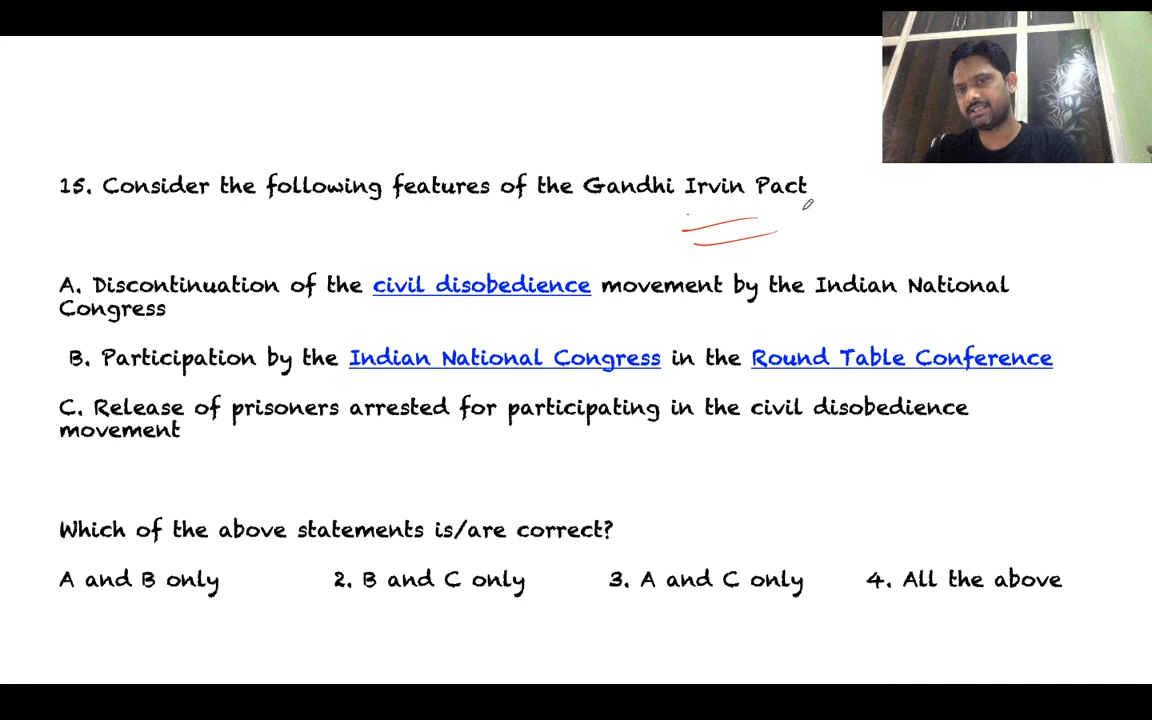 15. Consider the following features of the Gandhi Irvin Pact
A. Discontinuation of the civil disobedience movement by the Indian National
Congress
B. Participation by the Indian National Congress in the Round Table Conference
C. Release of prisoners arrested for participating in the civil disobedience
movement
Which of the above statements is/are correct?
A and B only 2. B and C only 3. A and C only 4. All the above